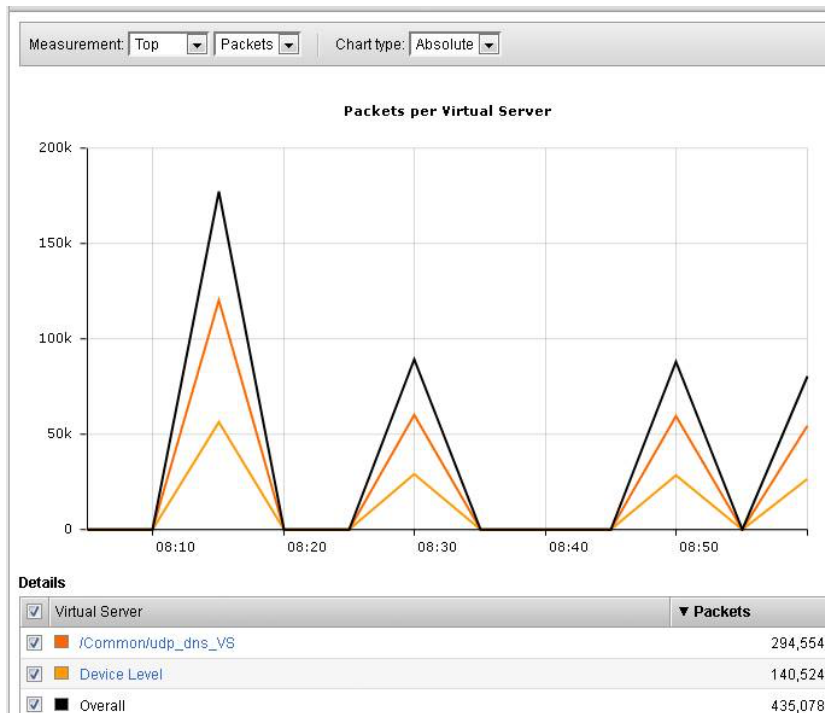 Measurement: Top Packets Chart type: Absolute
Packets per Virtual Server
200k
150k
100k
50k
0
08:10 08:20 08:30 08:40 08:50
Details
Virtual Server ▼ Packets
/Common/udp_dns_VS 294,554
Device Level 140,524
Overall 435,078